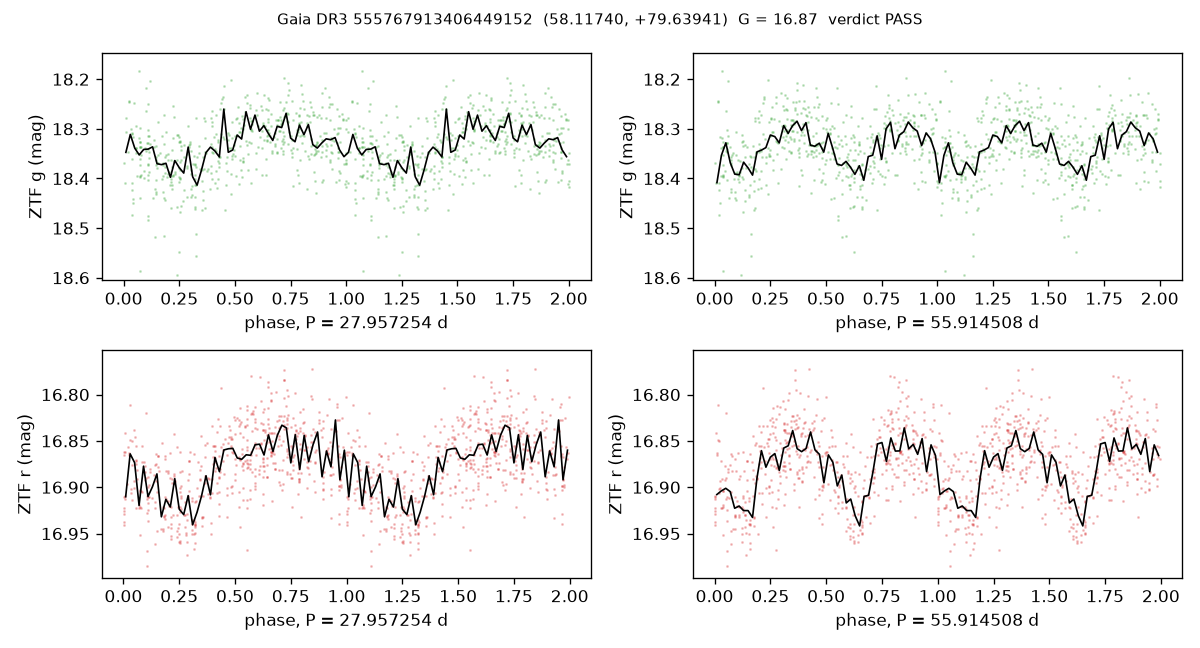 Gaia DR3 555767913406449152 (58.11740, +79.63941) G = 16.87 verdict PASS
ZTF g (mag)
18.2
18.3
18.4
18.5
18.6
0.00 0.25 0.50 0.75 1.00 1.25 1.50 1.75 2.00
phase, P = 27.957254 d
ZTF g (mag)
18.2
18.3
18.4
18.5
18.6
0.00 0.25 0.50 0.75 1.00 1.25 1.50 1.75 2.00
phase, P = 55.914508 d
ZTF r (mag)
16.80
16.85
16.90
16.95
0.00 0.25 0.50 0.75 1.00 1.25 1.50 1.75 2.00
phase, P = 27.957254 d
ZTF r (mag)
16.80
16.85
16.90
16.95
0.00 0.25 0.50 0.75 1.00 1.25 1.50 1.75 2.00
phase, P = 55.914508 d